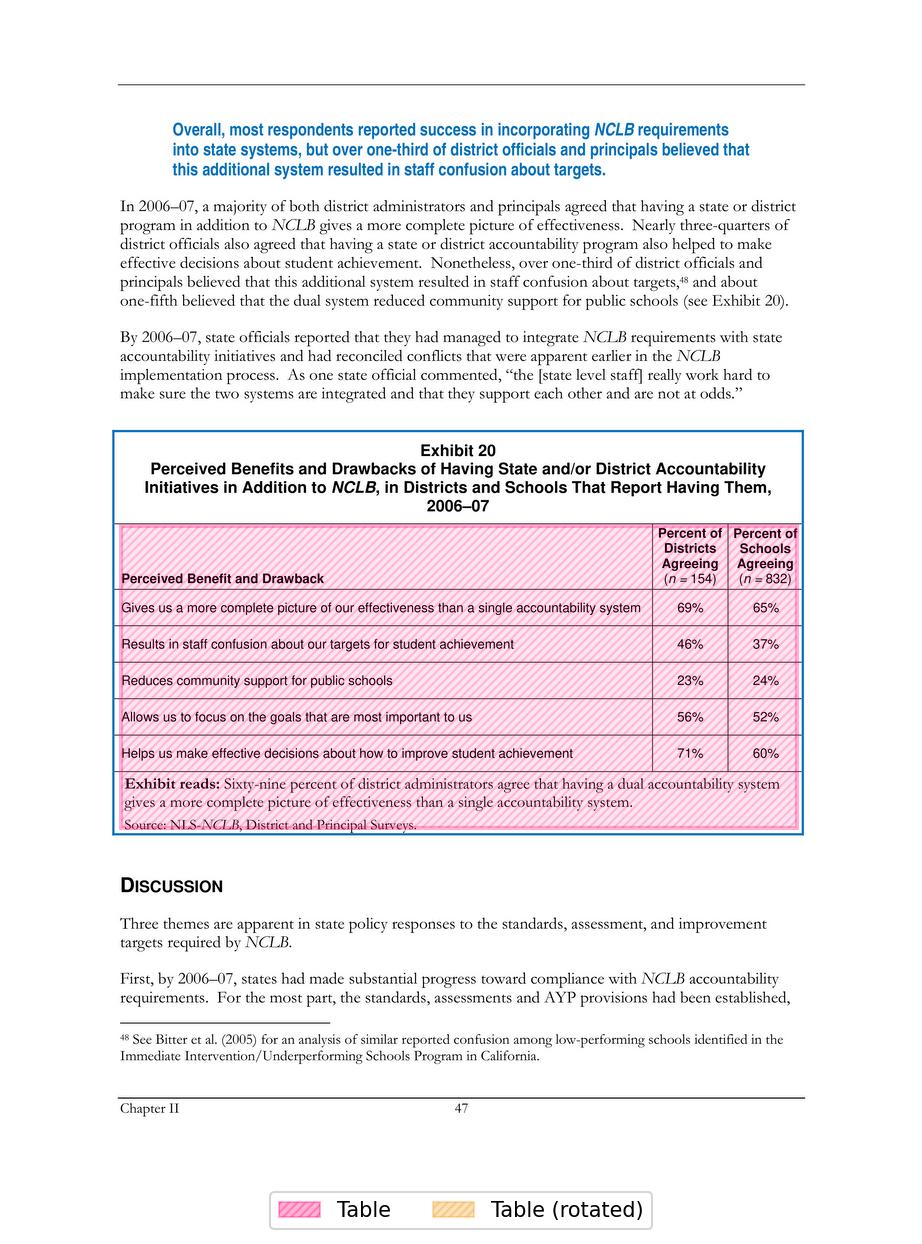 Overall, most respondents reported success in incorporating NCLB requirements
into state systems, but over one-third of district officials and principals believed that
this additional system resulted in staff confusion about targets.
In 2006–07, a majority of both district administrators and principals agreed that having a state or district
program in addition to NCLB gives a more complete picture of effectiveness.  Nearly three-quarters of
district officials also agreed that having a state or district accountability program also helped to make
effective decisions about student achievement.  Nonetheless, over one-third of district officials and
principals believed that this additional system resulted in staff confusion about targets,48 and about
one-fifth believed that the dual system reduced community support for public schools (see Exhibit 20).
By 2006–07, state officials reported that they had managed to integrate NCLB requirements with state
accountability initiatives and had reconciled conflicts that were apparent earlier in the NCLB
implementation process.  As one state official commented, “the [state level staff] really work hard to
make sure the two systems are integrated and that they support each other and are not at odds.”
Exhibit 20
Perceived Benefits and Drawbacks of Having State and/or District Accountability
Initiatives in Addition to NCLB, in Districts and Schools That Report Having Them,
2006–07
Percent of Percent of
Districts Schools
Agreeing Agreeing
Perceived Benefit and Drawback (n = 154) (n = 832)
Gives us a more complete picture of our effectiveness than a single accountability system 69% 65%
Results in staff confusion about our targets for student achievement 46% 37%
Reduces community support for public schools 23% 24%
Allows us to focus on the goals that are most important to us 56% 52%
Helps us make effective decisions about how to improve student achievement 71% 60%
Exhibit reads: Sixty-nine percent of district administrators agree that having a dual accountability system
gives a more complete picture of effectiveness than a single accountability system.
Source: NLS-NCLB, District and Principal Surveys.
DISCUSSION
Three themes are apparent in state policy responses to the standards, assessment, and improvement
targets required by NCLB.
First, by 2006–07, states had made substantial progress toward compliance with NCLB accountability
requirements.  For the most part, the standards, assessments and AYP provisions had been established,
48 See Bitter et al. (2005) for an analysis of similar reported confusion among low-performing schools identified in the
Immediate Intervention/Underperforming Schools Program in California.
Chapter II 47
Table Table (rotated)